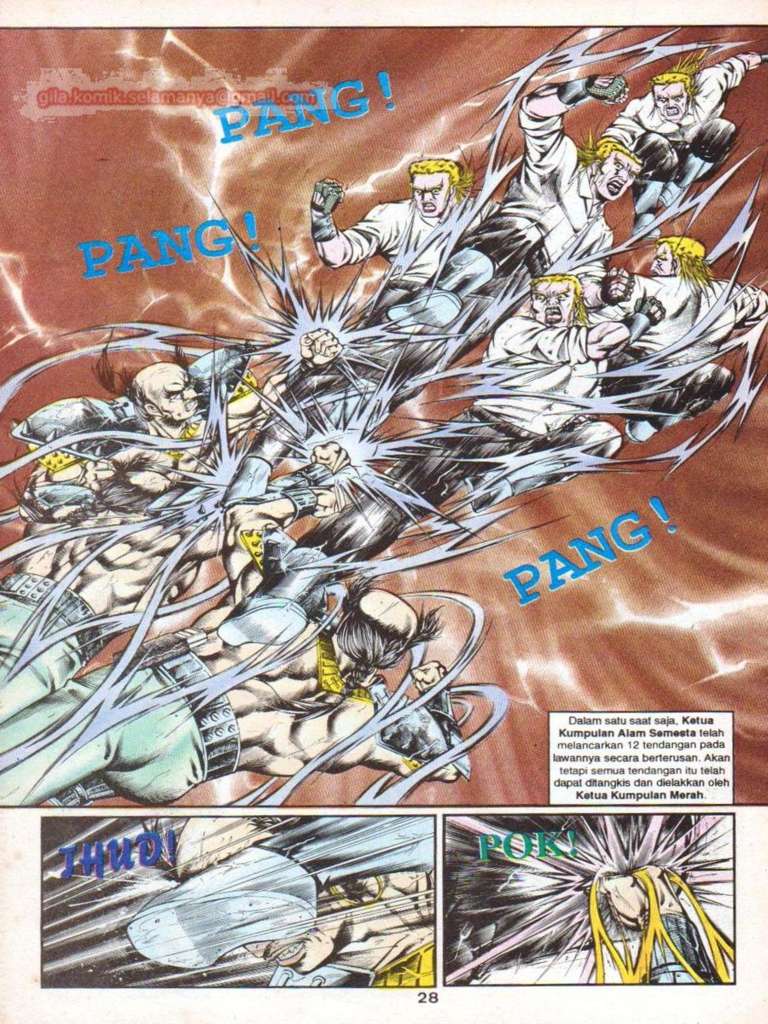 gila.komik.selamanya@gmail.com
PANG!
PANG!
PANG!
Dalam satu saat saja, Ketua
Kumpulan Alam Semesta telah
melancarkan 12 tendangan pada
lawannya secara berterusan. Akan
tetapi semua tendangan itu telah
dapat ditangkis dan dielakkan oleh
Ketua Kumpulan Merah.
THUD!
POK!
28